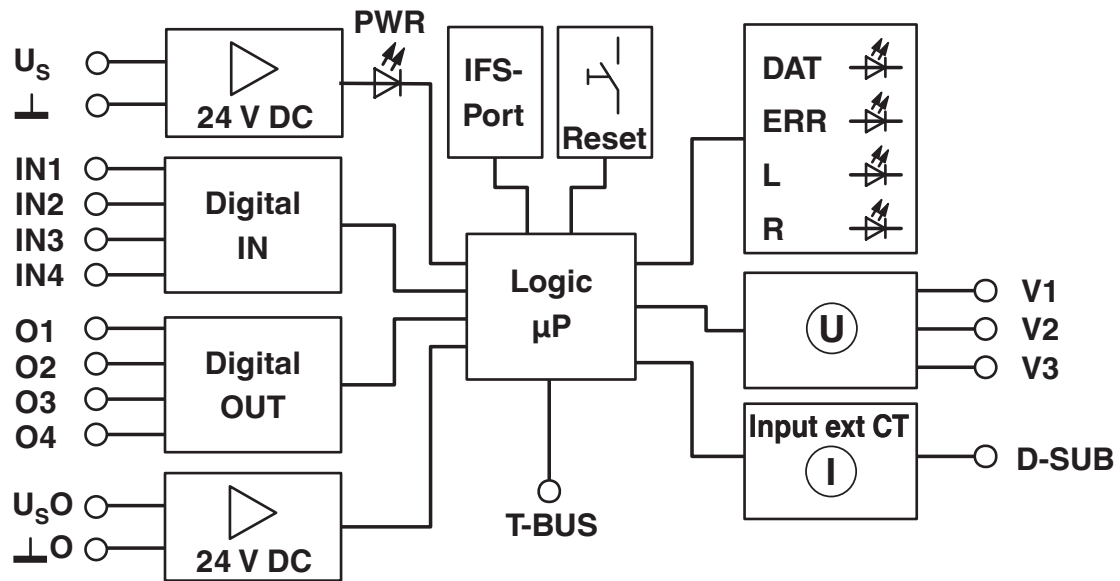 U_S
⊥
24 V DC
PWR
IFS-
Port
Reset
DAT
ERR
L
R
IN1
IN2
IN3
IN4
Digital
IN
Logic
µP
O1
O2
O3
O4
Digital
OUT
U
V1
V2
V3
Input ext CT
I
D-SUB
U_SO
⊥O
24 V DC
T-BUS